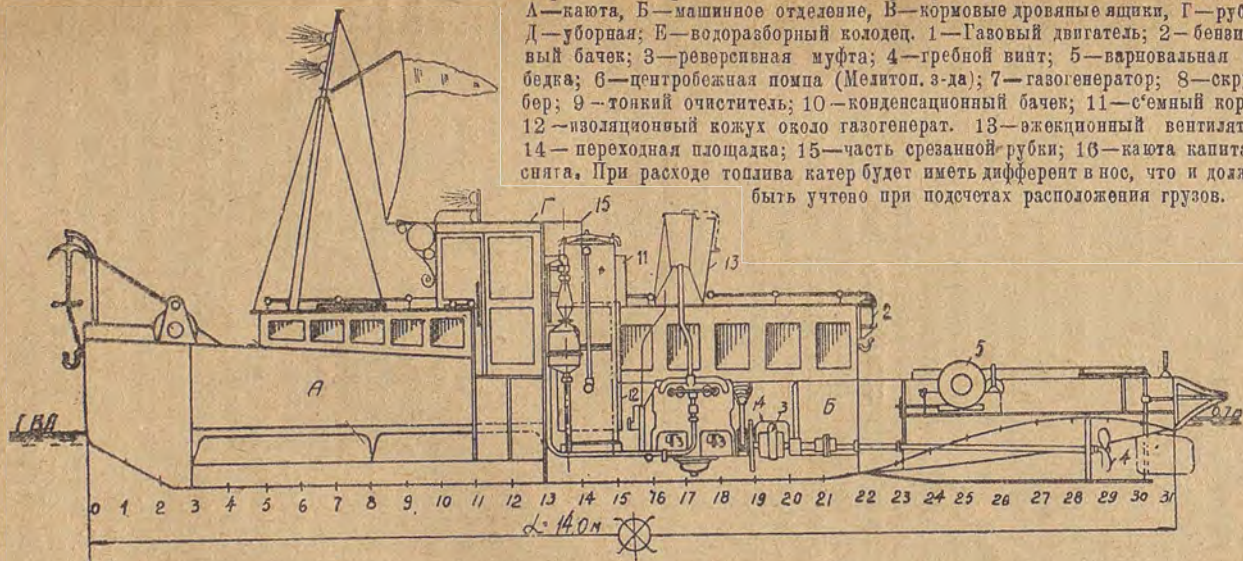 А—каюта, Б—машинное отделение, В—кормовые дровяные ящики, Г—руб
Д—уборная; Е—водоразборный колодец. 1—Газовый двигатель; 2—бензи
вый бачек; 3—реверсивная муфта; 4—гребной винт; 5—варповальная
бедка; 6—центробежная помпа (Мелитоп. з-да); 7—газогенератор; 8—скр
бер; 9—тонкий очиститель; 10—конденсационный бачек; 11—с'емный кор
12—изоляционный кожух около газогенерат. 13—эжекционный вентилят
14—переходная площадка; 15—часть срезанной рубки; 16—каюта капита
снята. При расходе топлива катер будет иметь дифферент в нос, что и долж
быть учтено при подсчетах расположения грузов.
Г 15
11 13
2
5
А
12 14 3 Б
ГВЛ
4
0 1 2 3 4 5 6 7 8 9 10 11 12 13 14 15 16 17 18 19 20 21 22 23 24 25 26 27 28 29 30 31
L=14.0 м